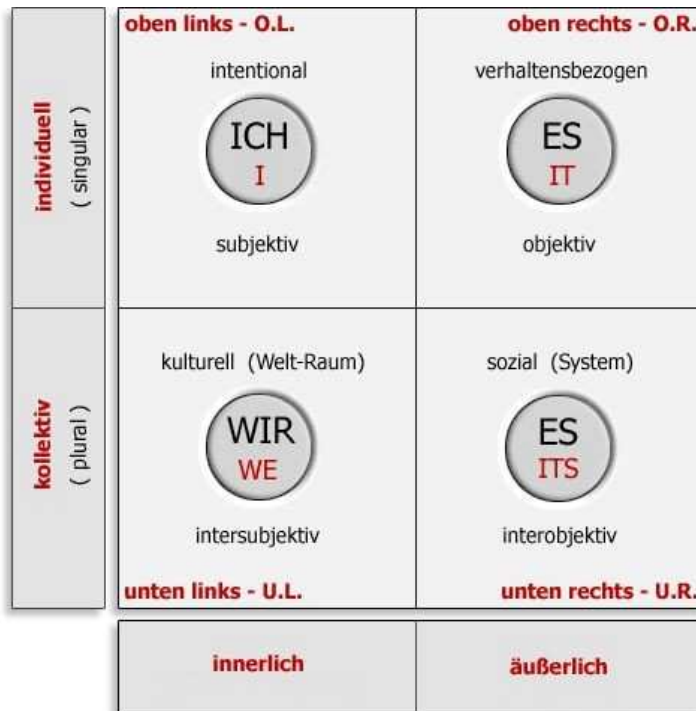 oben links - O.L.
oben rechts - O.R.
individuell
( singular )
intentional
ICH
I
subjektiv
verhaltensbezogen
ES
IT
objektiv
kollektiv
( plural )
kulturell (Welt-Raum)
WIR
WE
intersubjektiv
sozial (System)
ES
ITS
interobjektiv
unten links - U.L.
unten rechts - U.R.
innerlich
äußerlich